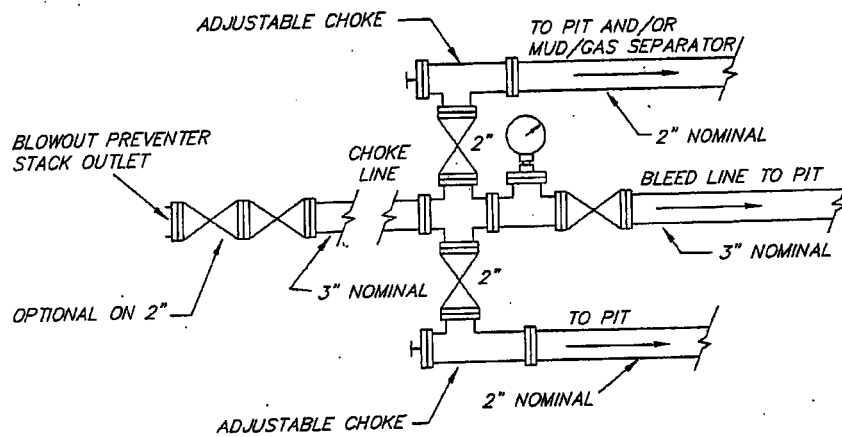 ADJUSTABLE CHOKE
TO PIT AND/OR
MUD/GAS SEPARATOR
2" NOMINAL
2"
BLOWOUT PREVENTER
STACK OUTLET
CHOKE
LINE
BLEED LINE TO PIT
3" NOMINAL
2"
3" NOMINAL
OPTIONAL ON 2"
TO PIT
2" NOMINAL
ADJUSTABLE CHOKE